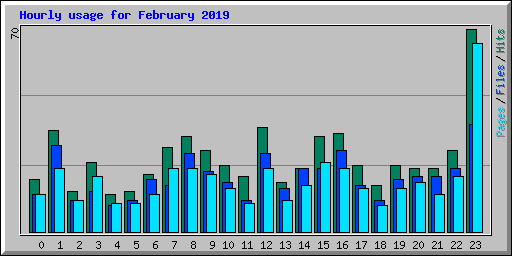 Hourly usage for February 2019
70
Pages / Files / Hits
0 1 2 3 4 5 6 7 8 9 10 11 12 13 14 15 16 17 18 19 20 21 22 23